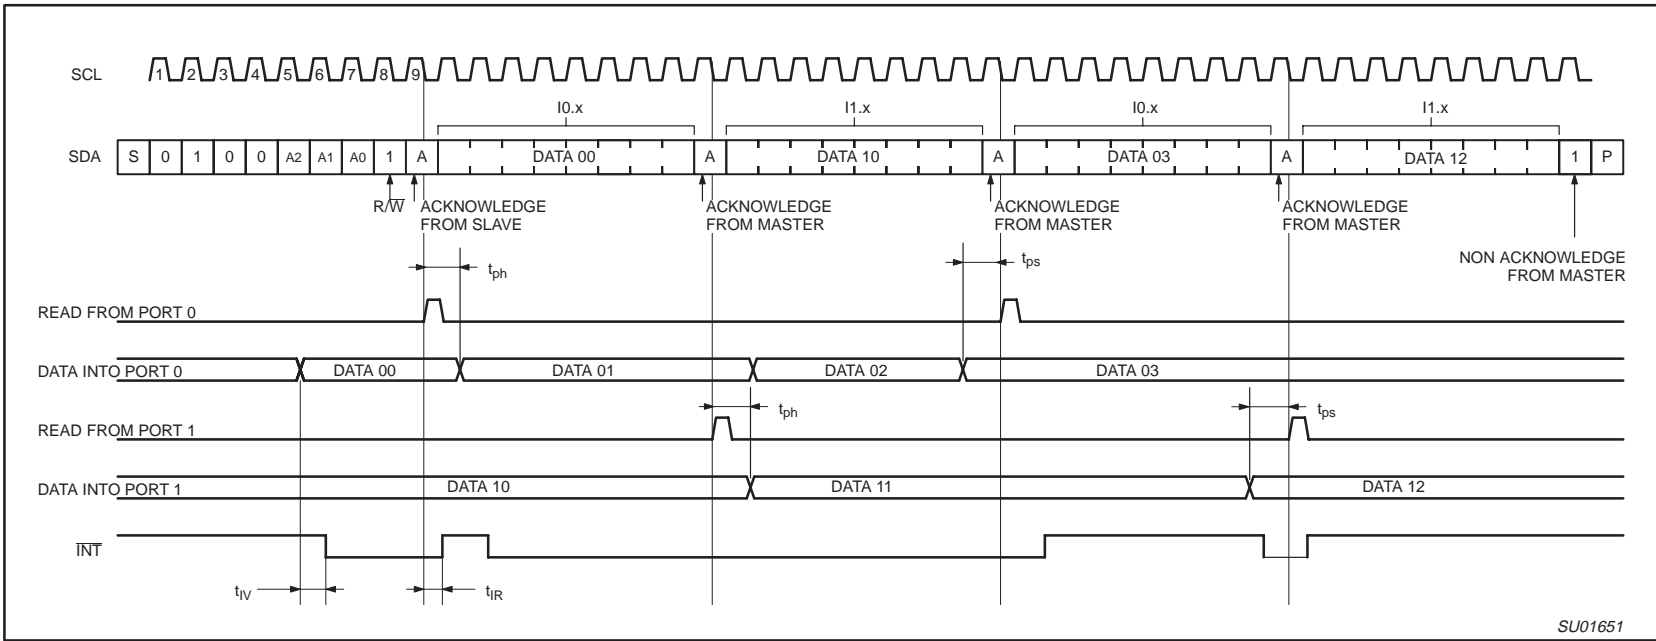 SCL
1 2 3 4 5 6 7 8 9
I0.x I1.x I0.x I1.x
SDA S 0 1 0 0 A2 A1 A0 1 A DATA 00 A DATA 10 A DATA 03 A DATA 12 1 P
R/W̅ ACKNOWLEDGE FROM SLAVE
ACKNOWLEDGE FROM MASTER
ACKNOWLEDGE FROM MASTER
ACKNOWLEDGE FROM MASTER
NON ACKNOWLEDGE FROM MASTER
tph tps
READ FROM PORT 0
DATA INTO PORT 0 DATA 00 DATA 01 DATA 02 DATA 03
tph tps
READ FROM PORT 1
DATA INTO PORT 1 DATA 10 DATA 11 DATA 12
I̅N̅T̅
tIV tIR
SU01651